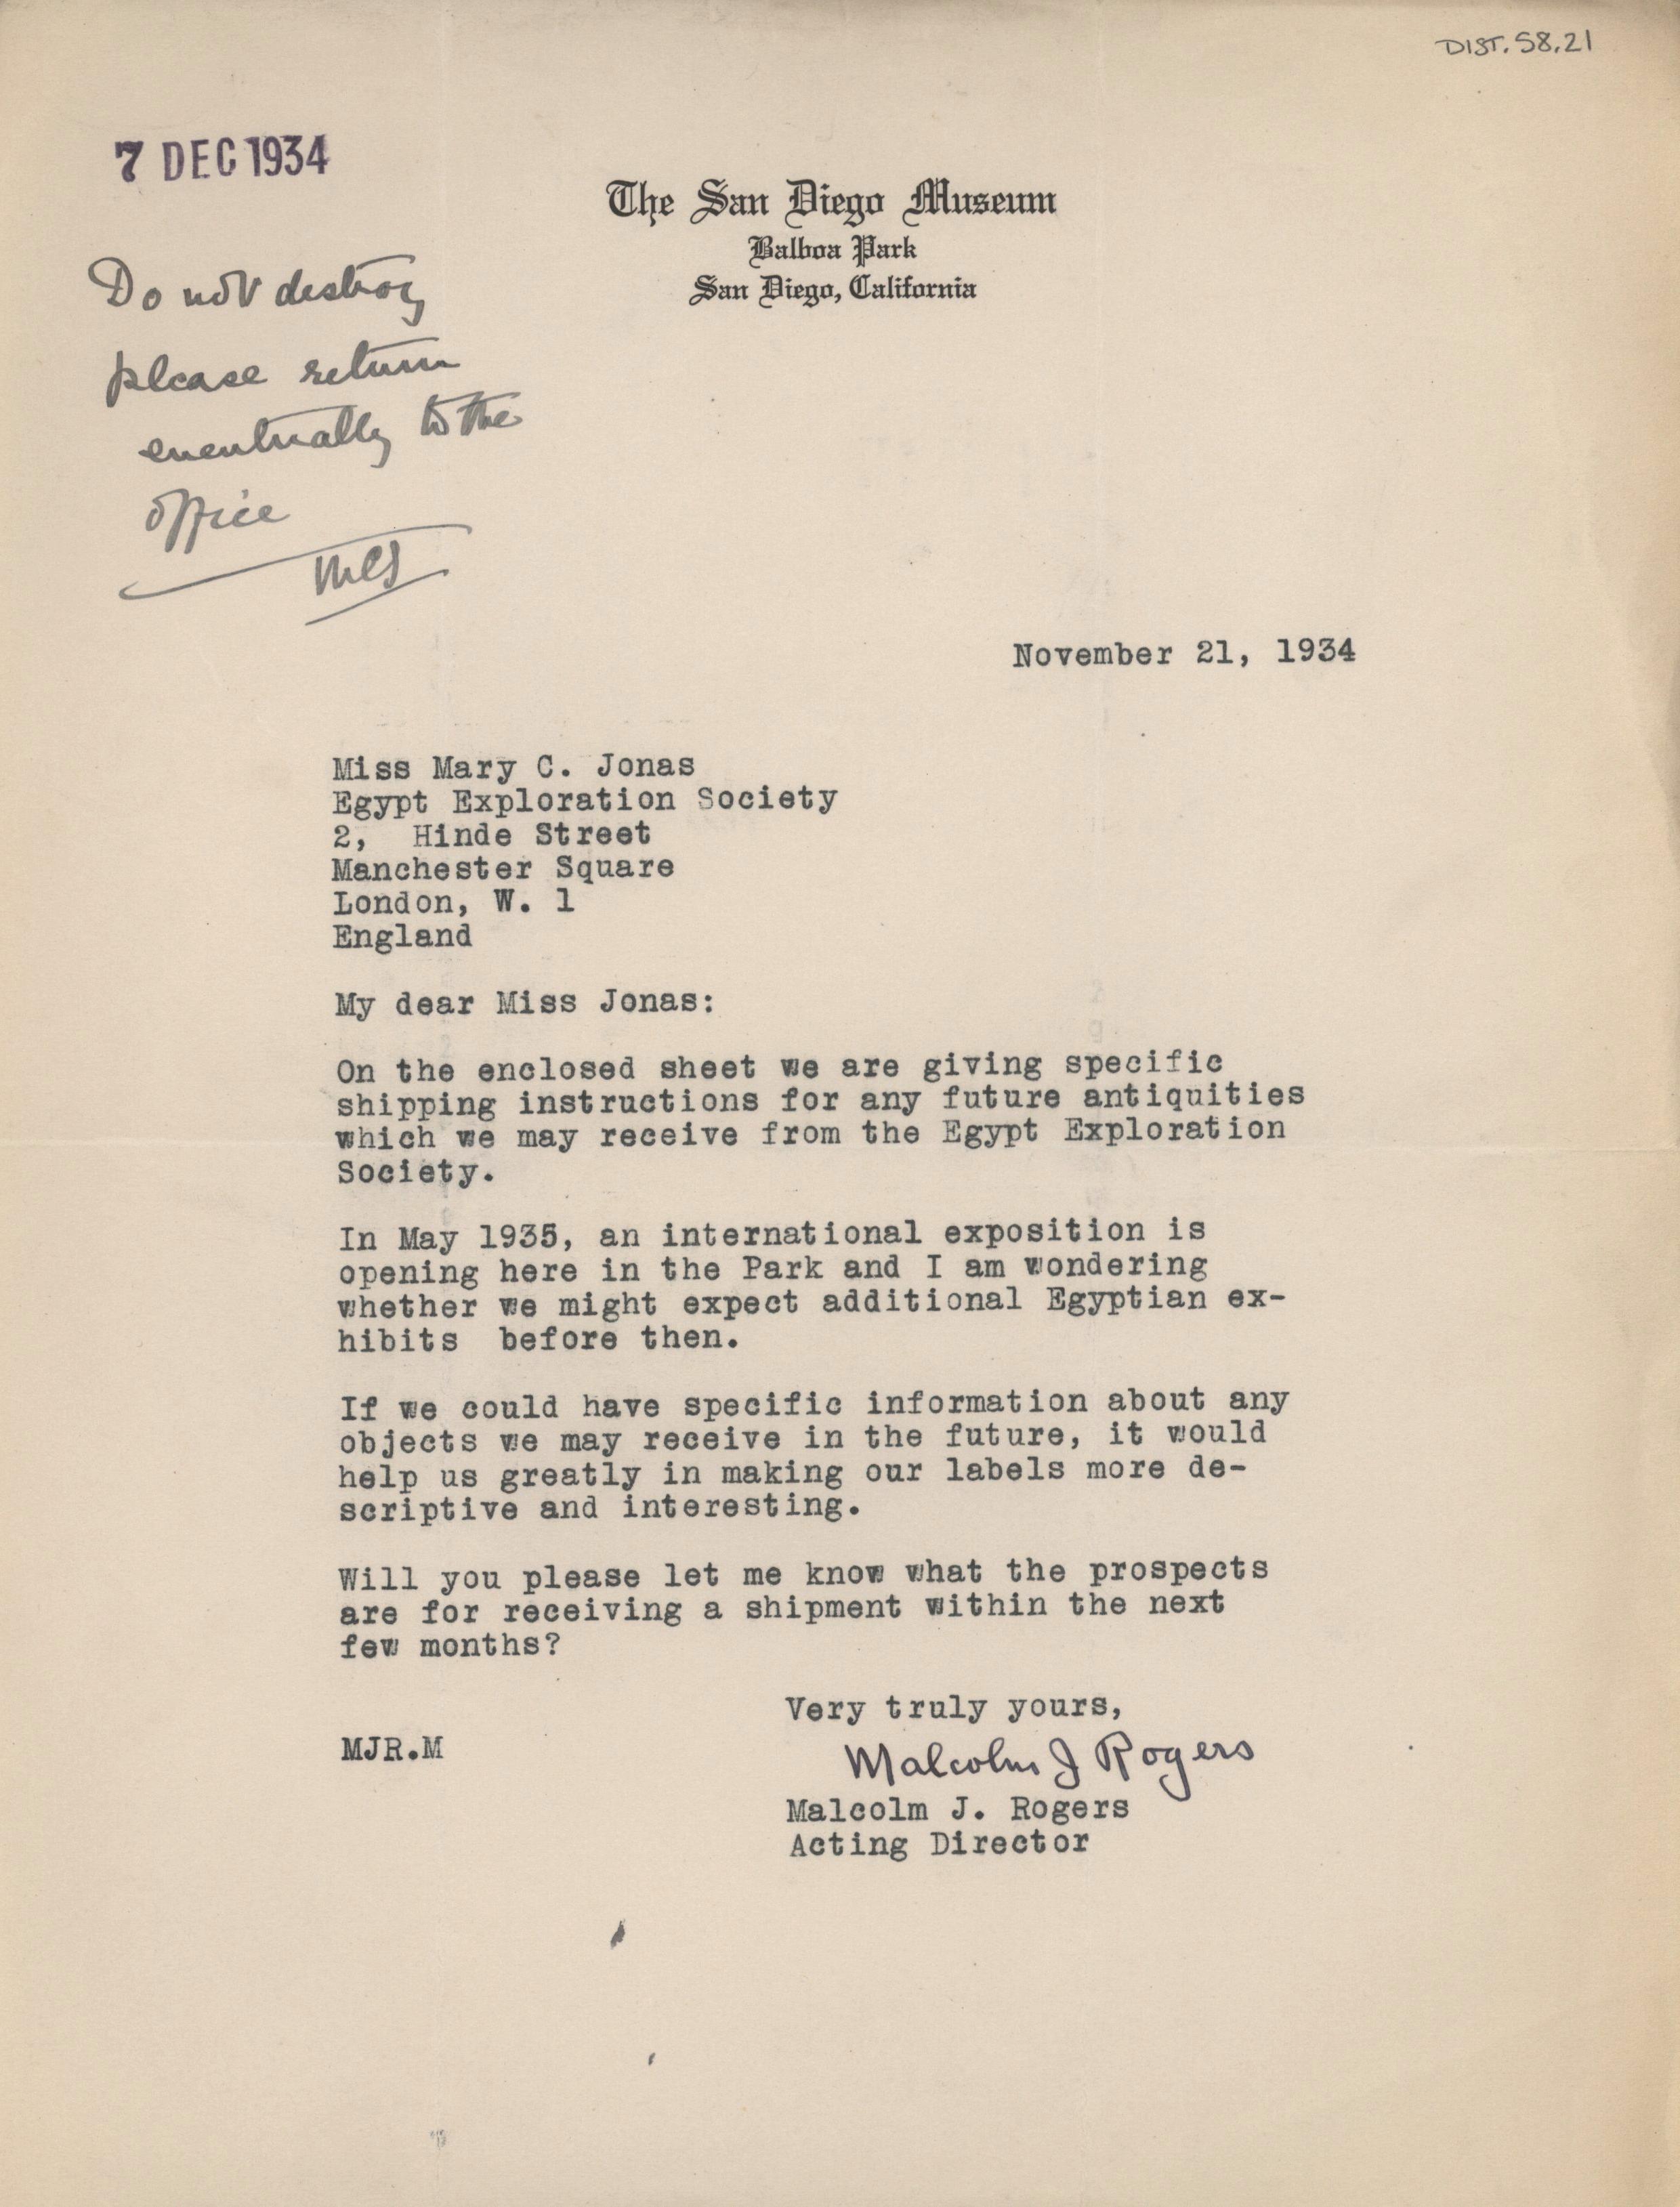 DIST.58.21
7 DEC 1934
The San Diego Museum
Balboa Park
San Diego, California
Do not destroy
please return
eventually to the
office
MCJ
November 21, 1934
Miss Mary C. Jonas
Egypt Exploration Society
2,  Hinde Street
Manchester Square
London, W. 1
England
My dear Miss Jonas:
On the enclosed sheet we are giving specific
shipping instructions for any future antiquities
which we may receive from the Egypt Exploration
Society.
In May 1935, an international exposition is
opening here in the Park and I am wondering
whether we might expect additional Egyptian ex-
hibits  before then.
If we could have specific information about any
objects we may receive in the future, it would
help us greatly in making our labels more de-
scriptive and interesting.
Will you please let me know what the prospects
are for receiving a shipment within the next
few months?
Very truly yours,
MJR.M
Malcolm J Rogers
Malcolm J. Rogers
Acting Director